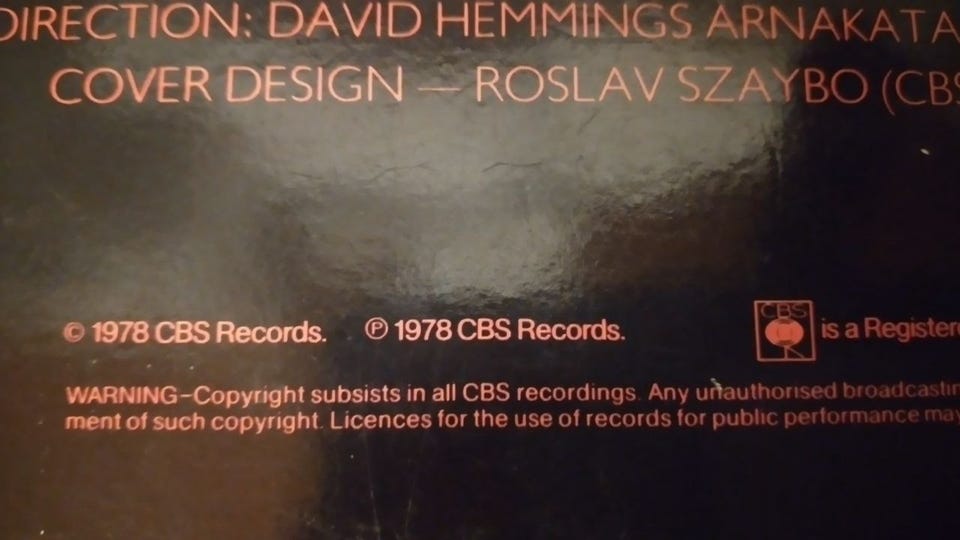 DIRECTION: DAVID HEMMINGS ARNAKATA
COVER DESIGN — ROSLAV SZAYBO (CBS
© 1978 CBS Records. ℗ 1978 CBS Records.
CBS
is a Registere
WARNING–Copyright subsists in all CBS recordings. Any unauthorised broadcastin
ment of such copyright. Licences for the use of records for public performance may